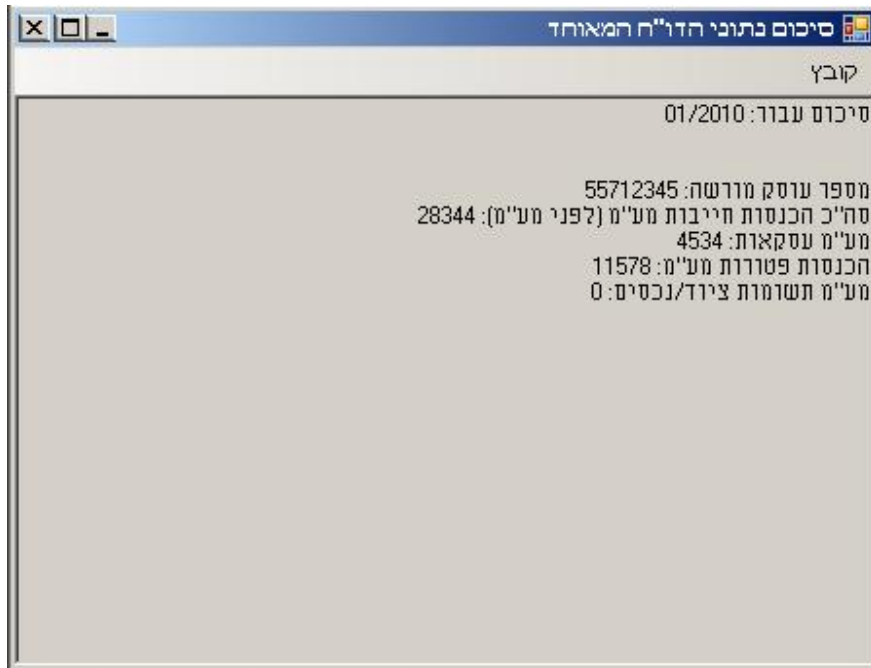 סיכום נתוני הדו"ח המאוחד
קובץ
סיכום עבור: 01/2010
מספר עוסק מורשה: 55712345
סה"כ הכנסות חייבות מע"מ (לפני מע"מ): 28344
מע"מ עסקאות: 4534
הכנסות פטורות מע"מ: 11578
מע"מ תשומות ציוד/נכסים: 0